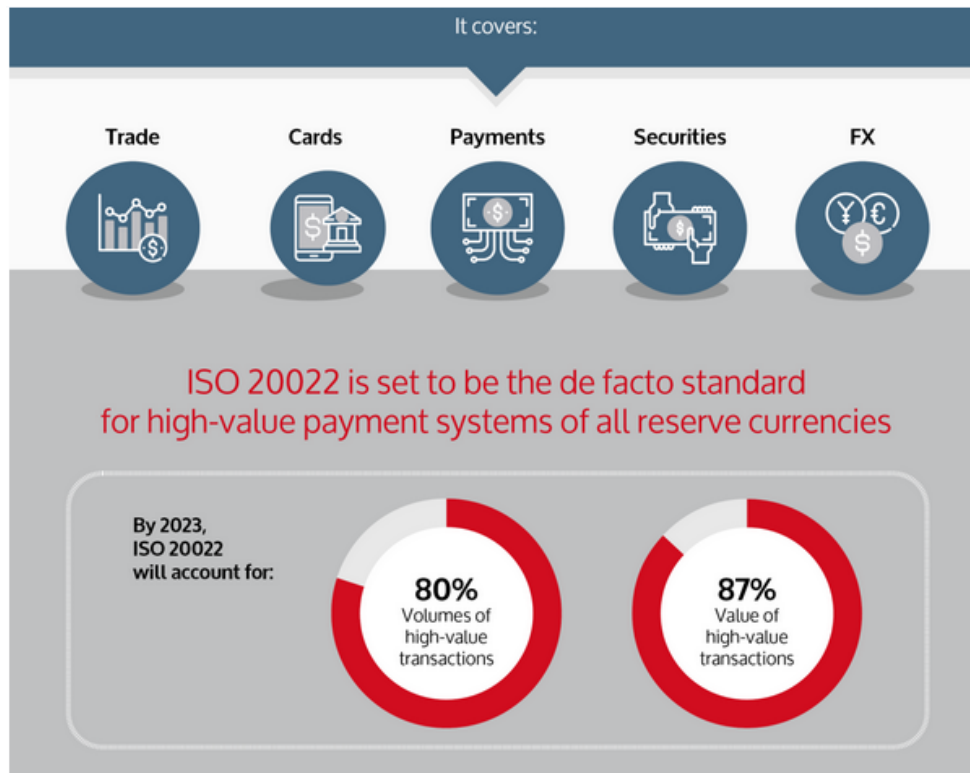 It covers:
Trade
Cards
Payments
Securities
FX
ISO 20022 is set to be the de facto standard
for high-value payment systems of all reserve currencies
By 2023,
ISO 20022
will account for:
80%
Volumes of
high-value
transactions
87%
Value of
high-value
transactions